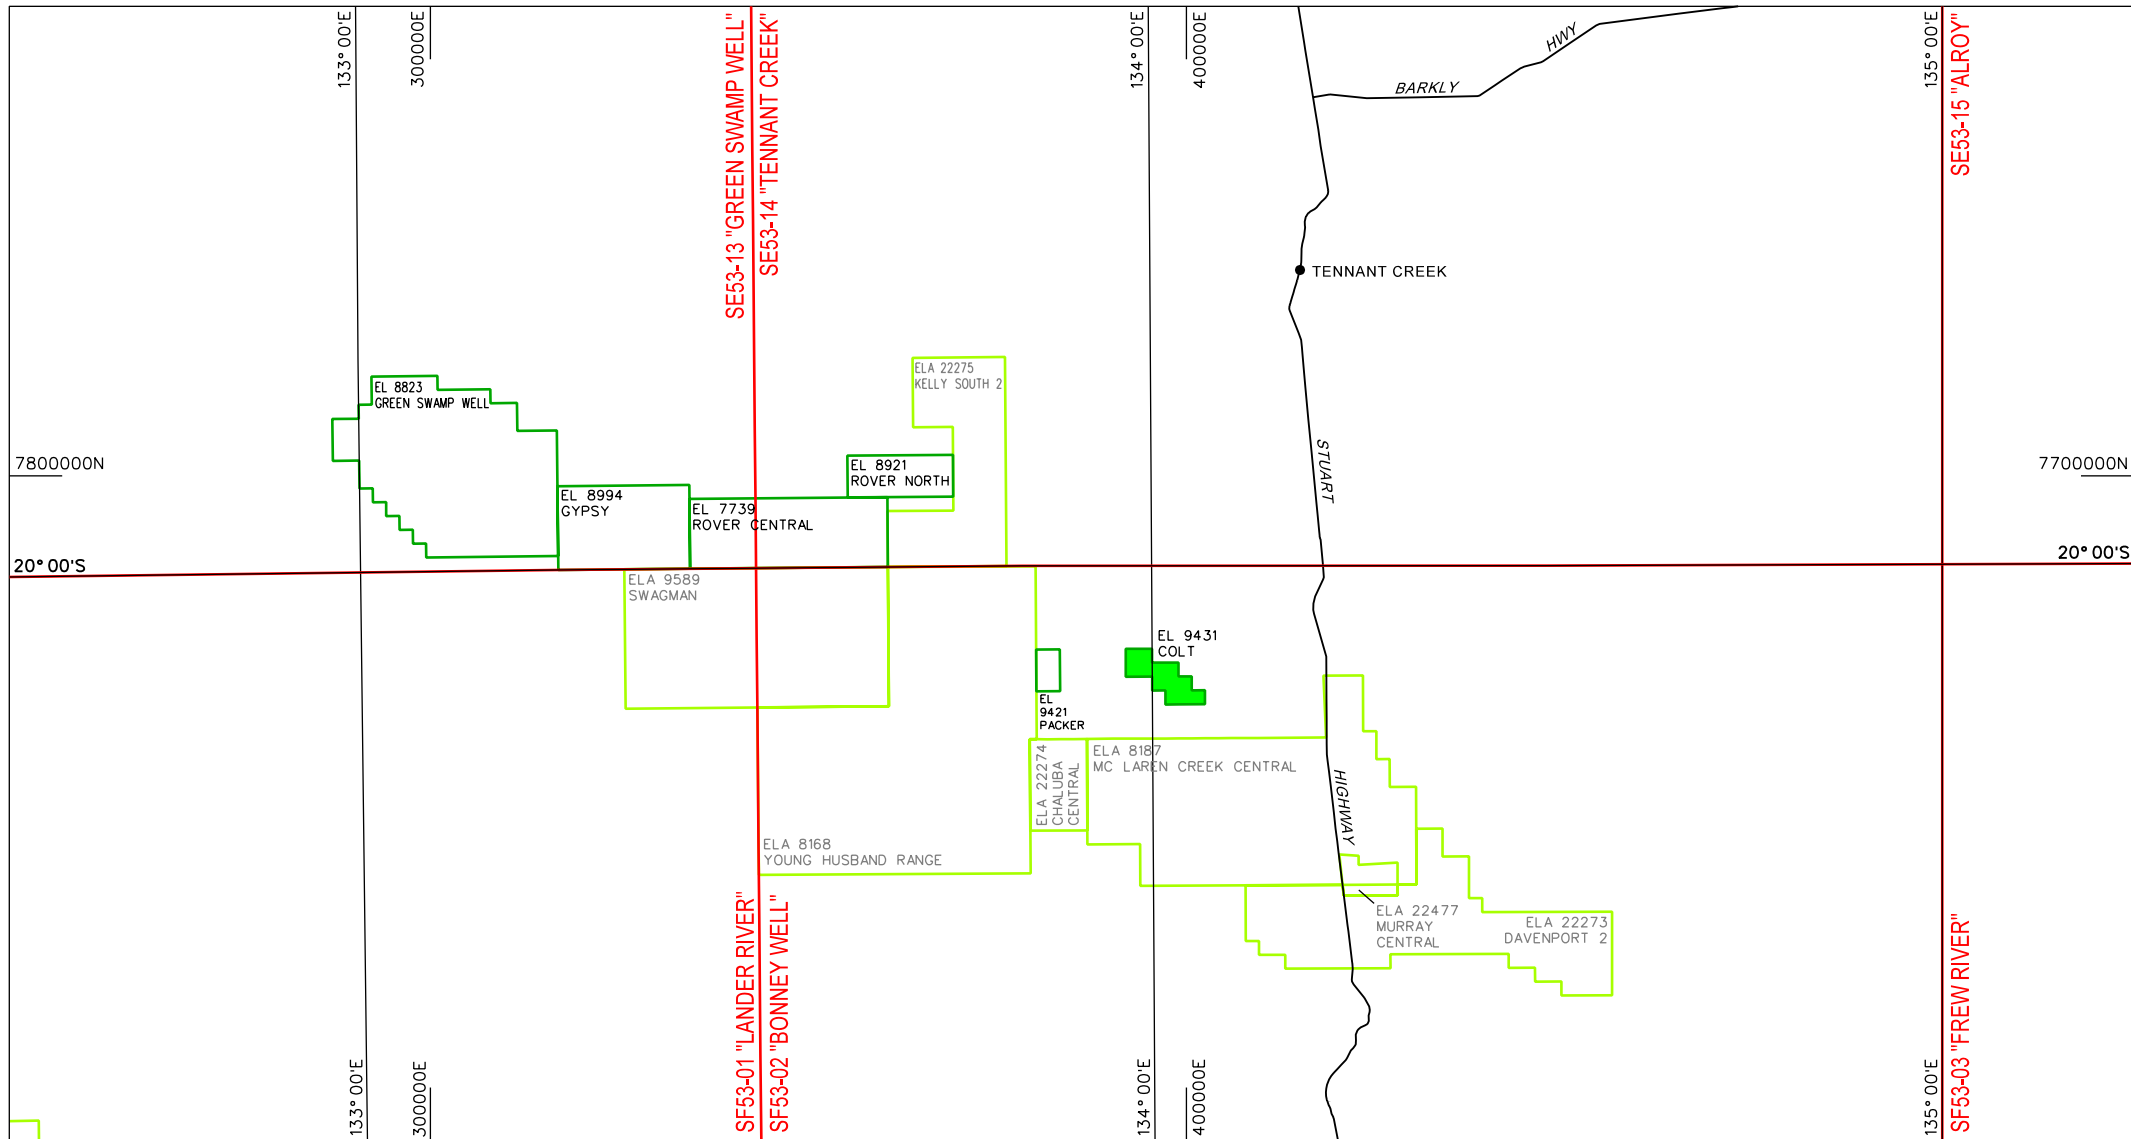 133° 00'E
300000E
SE53-13 "GREEN SWAMP WELL"
SE53-14 "TENNANT CREEK"
134° 00'E
400000E
BARKLY HWY
135° 00'E
SE53-15 "ALROY"
TENNANT CREEK
ELA 22275
KELLY SOUTH 2
EL 8823
GREEN SWAMP WELL
7800000N
EL 8921
ROVER NORTH
STUART
7700000N
EL 8994
GYPSY
EL 7739
ROVER CENTRAL
20° 00'S
20° 00'S
ELA 9589
SWAGMAN
EL 9431
COLT
EL
9421
PACKER
ELA 22274
CHALUBA
CENTRAL
ELA 8187
MC LAREN CREEK CENTRAL
HIGHWAY
ELA 8168
YOUNG HUSBAND RANGE
ELA 22477
MURRAY
CENTRAL
ELA 22273
DAVENPORT 2
133° 00'E
300000E
SF53-01 "LANDER RIVER"
SF53-02 "BONNEY WELL"
134° 00'E
400000E
135° 00'E
SF53-03 "FREW RIVER"